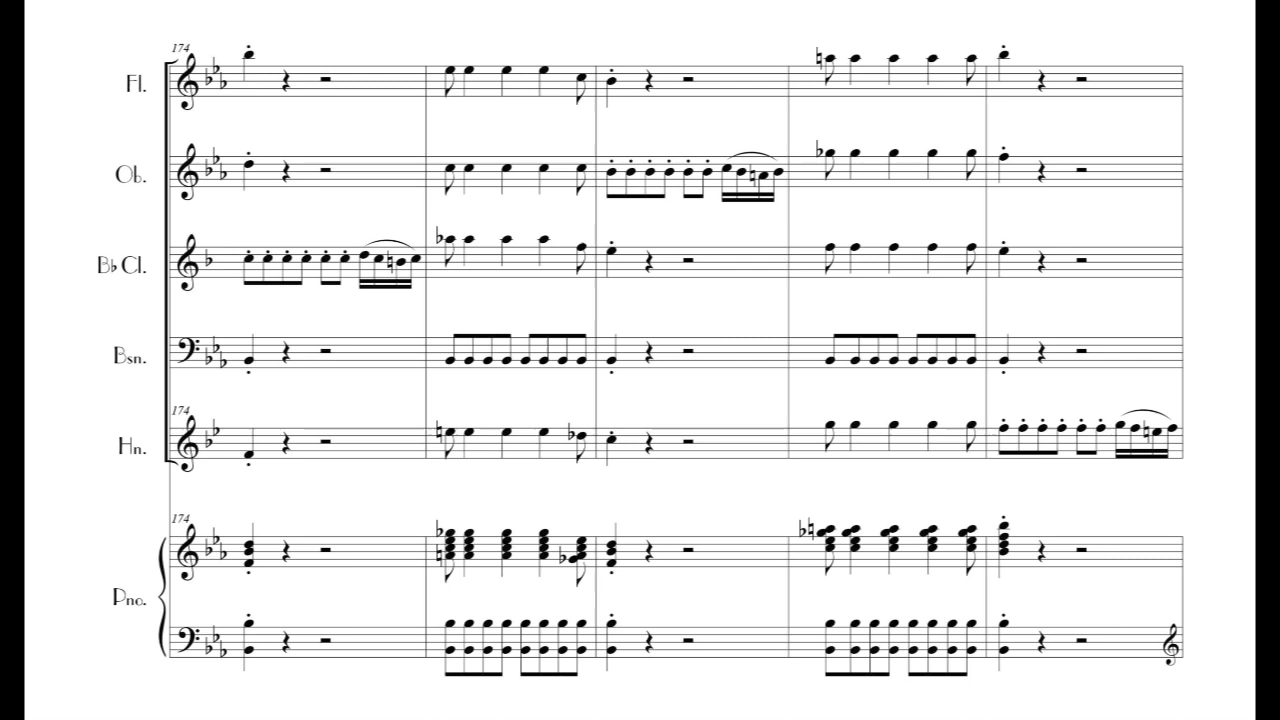 174
Fl.
Ob.
B♭ Cl.
Bsn.
174
Hn.
174
Pno.